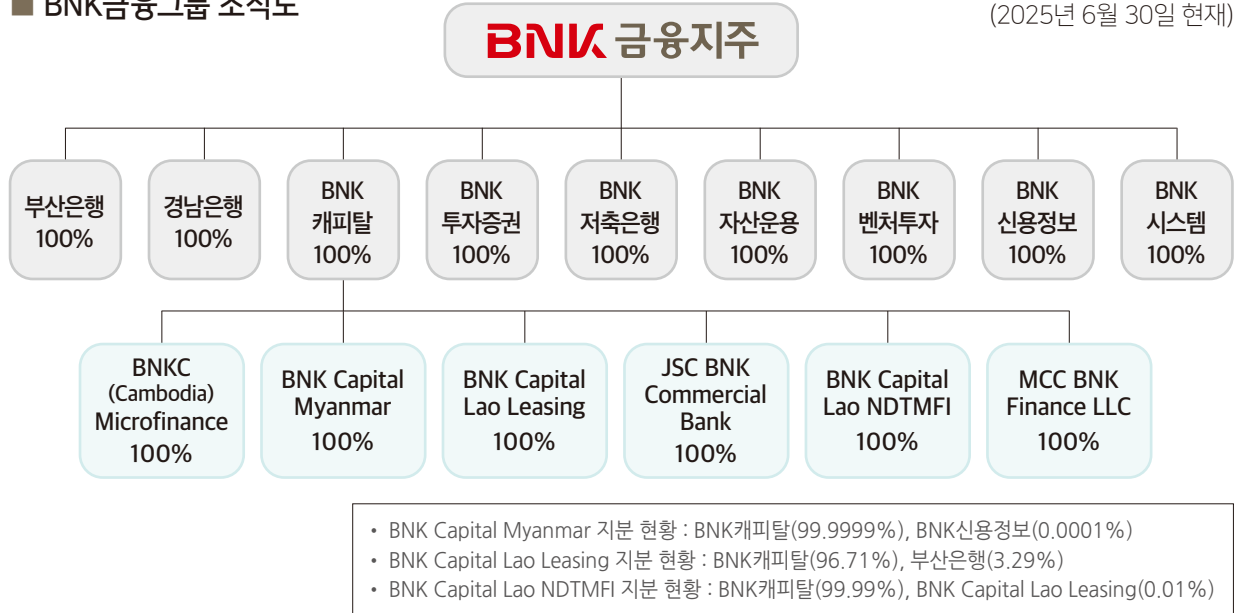 ■ BNK금융그룹 조직도
(2025년 6월 30일 현재)
BNK 금융지주
부산은행
100%
경남은행
100%
BNK
캐피탈
100%
BNK
투자증권
100%
BNK
저축은행
100%
BNK
자산운용
100%
BNK
벤처투자
100%
BNK
신용정보
100%
BNK
시스템
100%
BNKC
(Cambodia)
Microfinance
100%
BNK Capital
Myanmar
100%
BNK Capital
Lao Leasing
100%
JSC BNK
Commercial
Bank
100%
BNK Capital
Lao NDTMFI
100%
MCC BNK
Finance LLC
100%
• BNK Capital Myanmar 지분 현황 : BNK캐피탈(99.9999%), BNK신용정보(0.0001%)
• BNK Capital Lao Leasing 지분 현황 : BNK캐피탈(96.71%), 부산은행(3.29%)
• BNK Capital Lao NDTMFI 지분 현황 : BNK캐피탈(99.99%), BNK Capital Lao Leasing(0.01%)